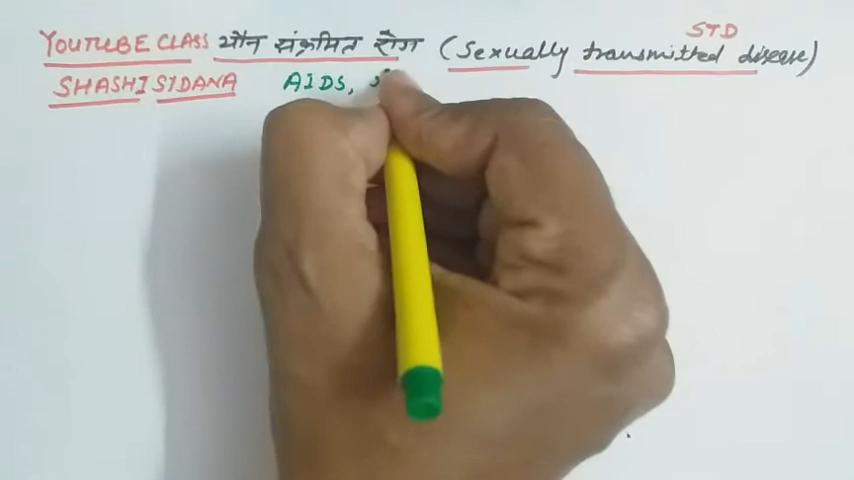 STD
YOUTUBE CLASS यौन संक्रमित रोग (Sexually transmitted disease)
SHASHI SIDANA AIDS,